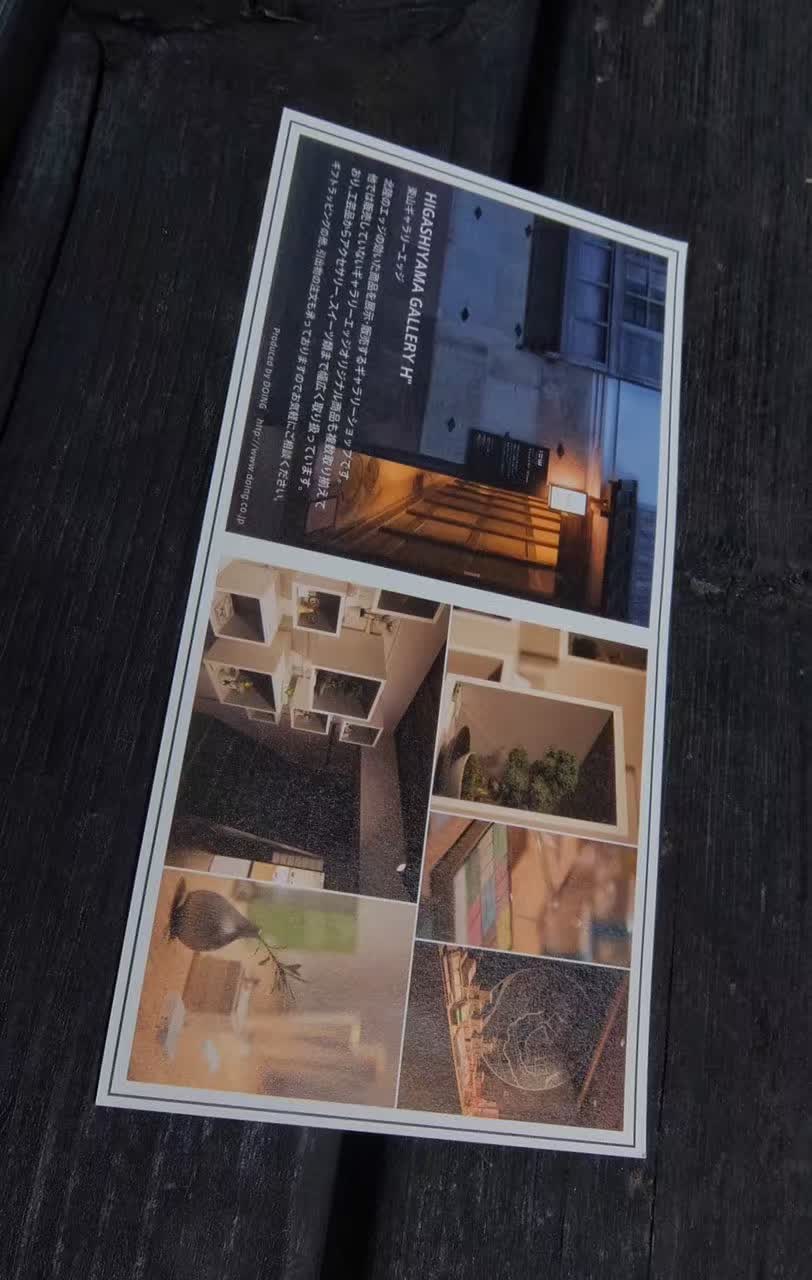 HIGASHIYAMA GALLERY H"
東山ギャラリーエッジ
北陸のエッジの効いた商品を展示・販売するギャラリーショップです。
他では販売していないギャラリーエッジオリジナル商品も複数取り揃えて
おり、工芸品からアクセサリー、スイーツ類まで幅広く取り扱っています。
ギフトラッピングの他、引出物の注文も承っておりますのでお気軽にご相談ください。
Produced by DOING http://www.doing.co.jp